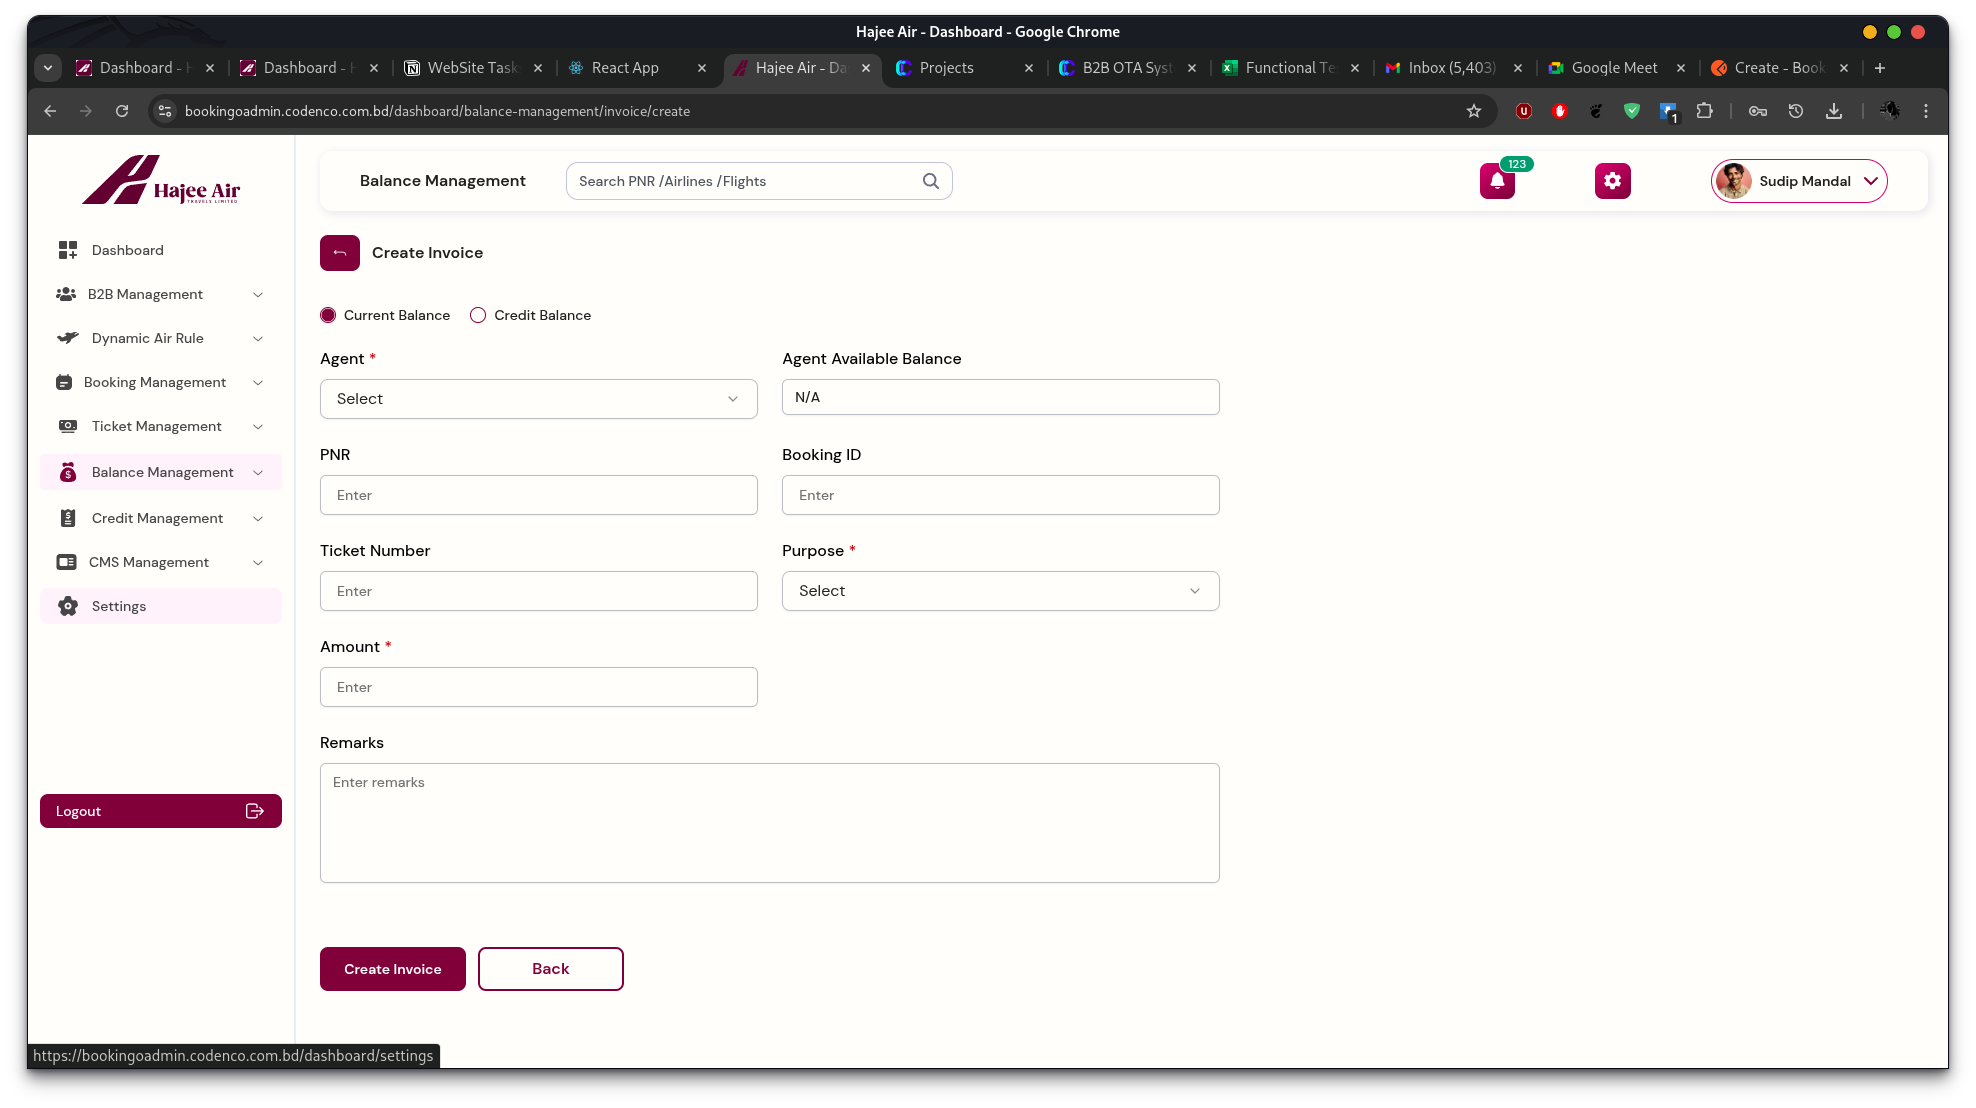 Hajee Air - Dashboard - Google Chrome
Dashboard - H
Dashboard - H
WebSite Task
React App
Hajee Air - Da
Projects
B2B OTA Syst
Functional Te
Inbox (5,403)
Google Meet
Create - Book
bookingoadmin.codenco.com.bd/dashboard/balance-management/invoice/create
1
Hajee Air
TRAVELS LIMITED
Balance Management
Search PNR /Airlines /Flights
123
Sudip Mandal
Dashboard
B2B Management
Dynamic Air Rule
Booking Management
Ticket Management
Balance Management
Credit Management
CMS Management
Settings
Logout
Create Invoice
Current Balance
Credit Balance
Agent *
Agent Available Balance
Select
N/A
PNR
Booking ID
Enter
Enter
Ticket Number
Purpose *
Enter
Select
Amount *
Enter
Remarks
Enter remarks
Create Invoice
Back
https://bookingoadmin.codenco.com.bd/dashboard/settings